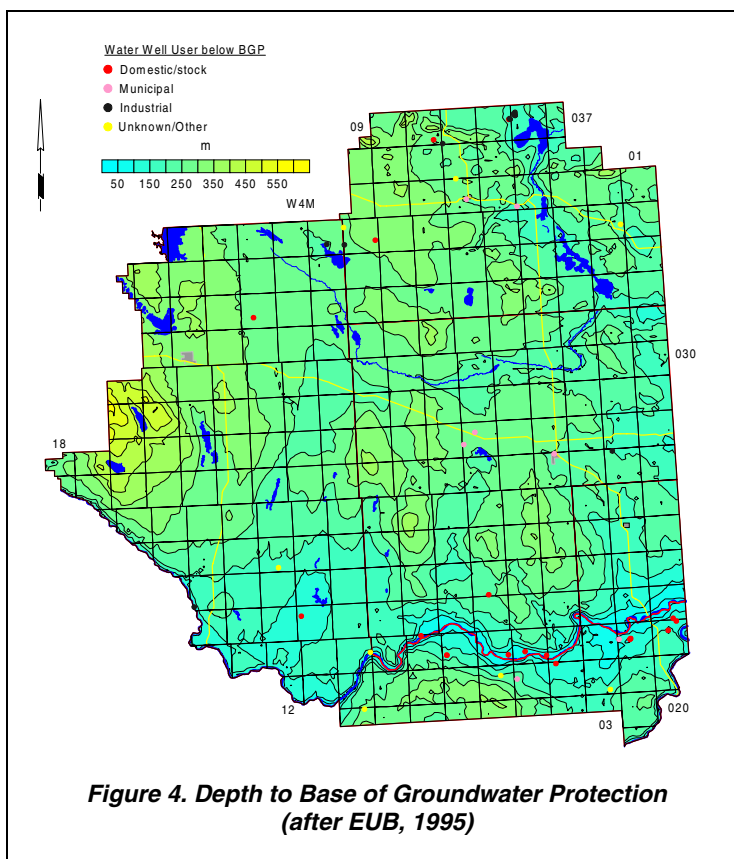 Water Well User below BGP
Domestic/stock
Municipal
Industrial
Unknown/Other
m
50 150 250 350 450 550
W4M
09
037
01
030
18
12
03
020
Figure 4. Depth to Base of Groundwater Protection
(after EUB, 1995)